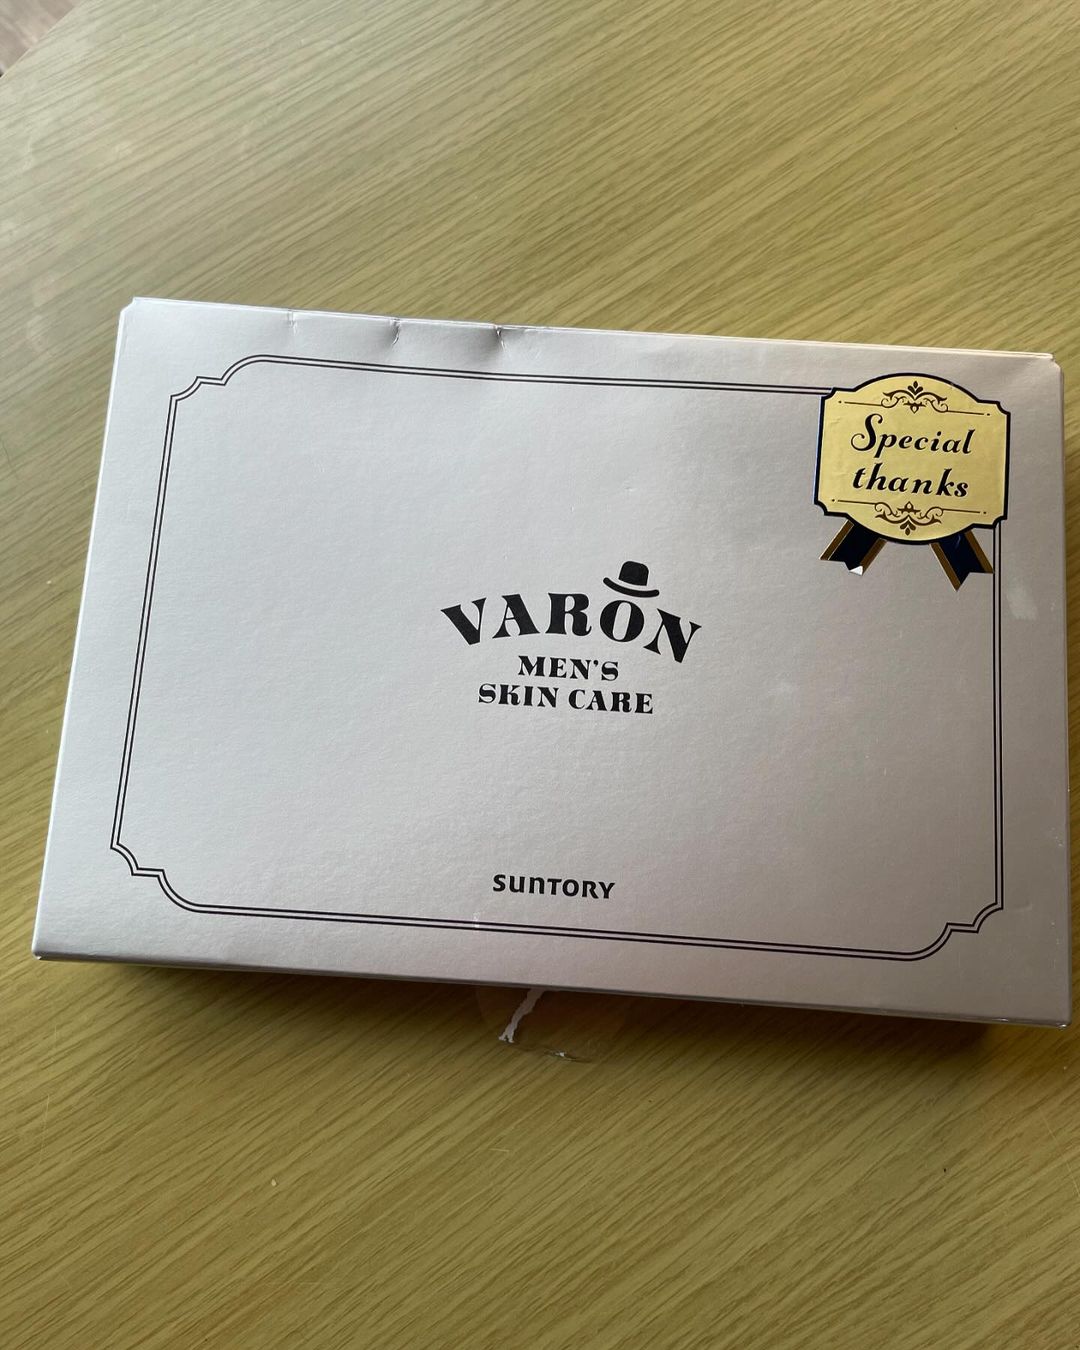 Special
thanks
VARON
MEN'S
SKIN CARE
SUNTORY